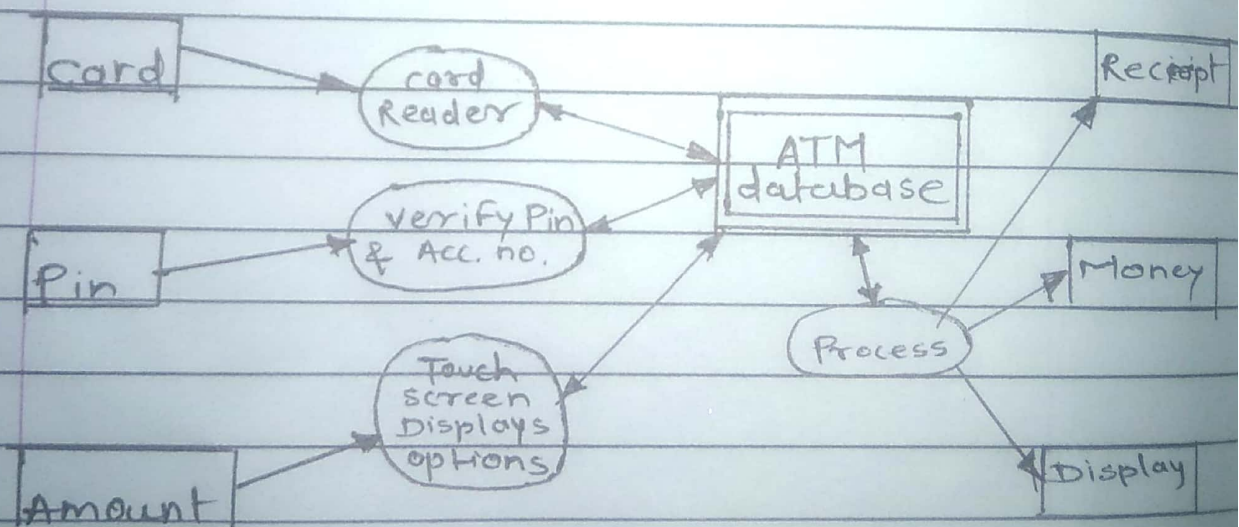 Card
card
Reader
ATM
database
Receipt
Pin
verify Pin
& Acc. no.
Money
Process
Touch
screen
Displays
options
Amount
Display